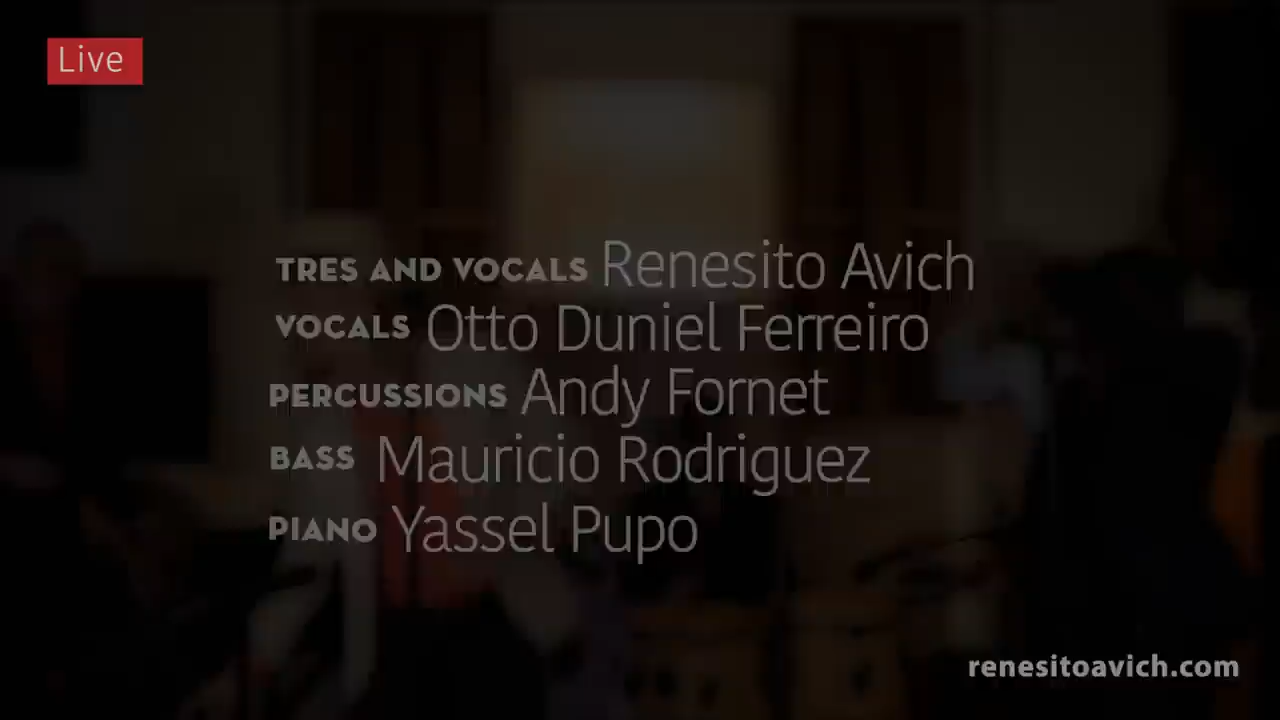 Live
TRES AND VOCALS Renesito Avich
VOCALS Otto Duniel Ferreiro
PERCUSSIONS Andy Fornet
BASS Mauricio Rodriguez
PIANO Yassel Pupo
renesitoavich.com